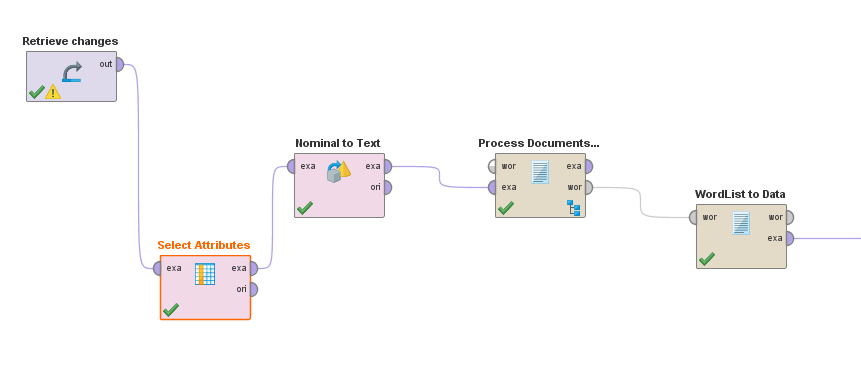 Retrieve changes
out
Nominal to Text
exa exa
ori
Process Documents...
wor exa
exa wor
WordList to Data
wor wor
exa
Select Attributes
exa exa
ori